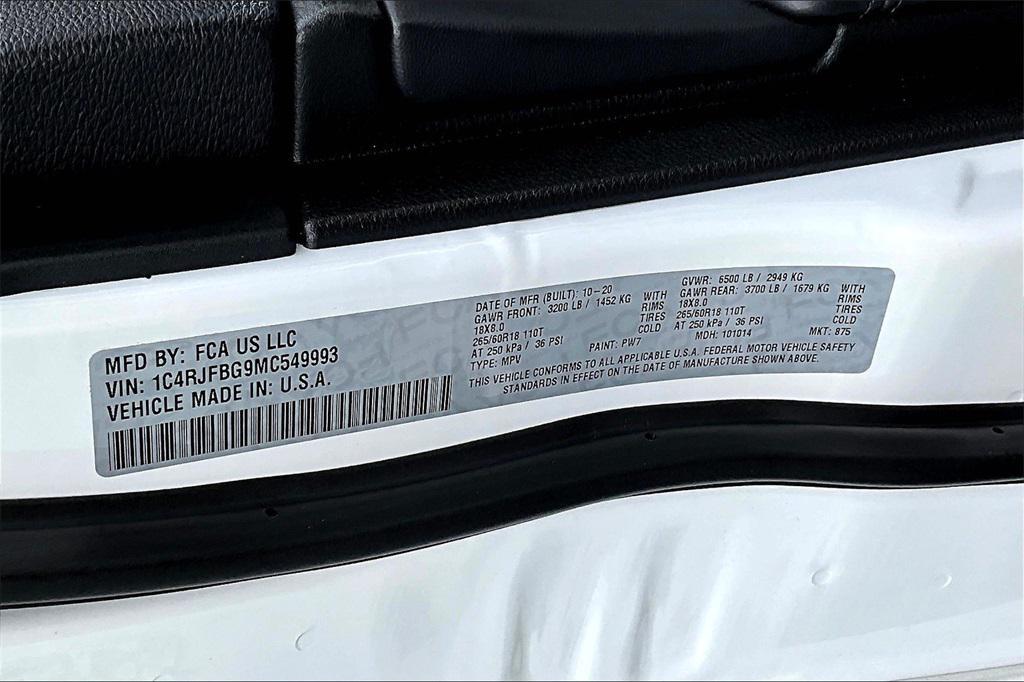 MFD BY: FCA US LLC
VIN: 1C4RJFBG9MC549993
VEHICLE MADE IN: U.S.A.
DATE OF MFR (BUILT): 10-20
GAWR FRONT: 3200 LB / 1452 KG WITH
18X8.0 RIMS
265/60R18 110T TIRES
AT 250 kPa / 36 PSI COLD
TYPE: MPV
PAINT: PW7
GVWR: 6500 LB / 2949 KG
GAWR REAR: 3700 LB / 1679 KG WITH
18X8.0 RIMS
265/60R18 110T TIRES
AT 250 kPa / 36 PSI COLD
MDH: 101014 MKT: 875
THIS VEHICLE CONFORMS TO ALL APPLICABLE U.S.A. FEDERAL MOTOR VEHICLE SAFETY
STANDARDS IN EFFECT ON THE DATE OF MANUFACTURE SHOWN ABOVE.